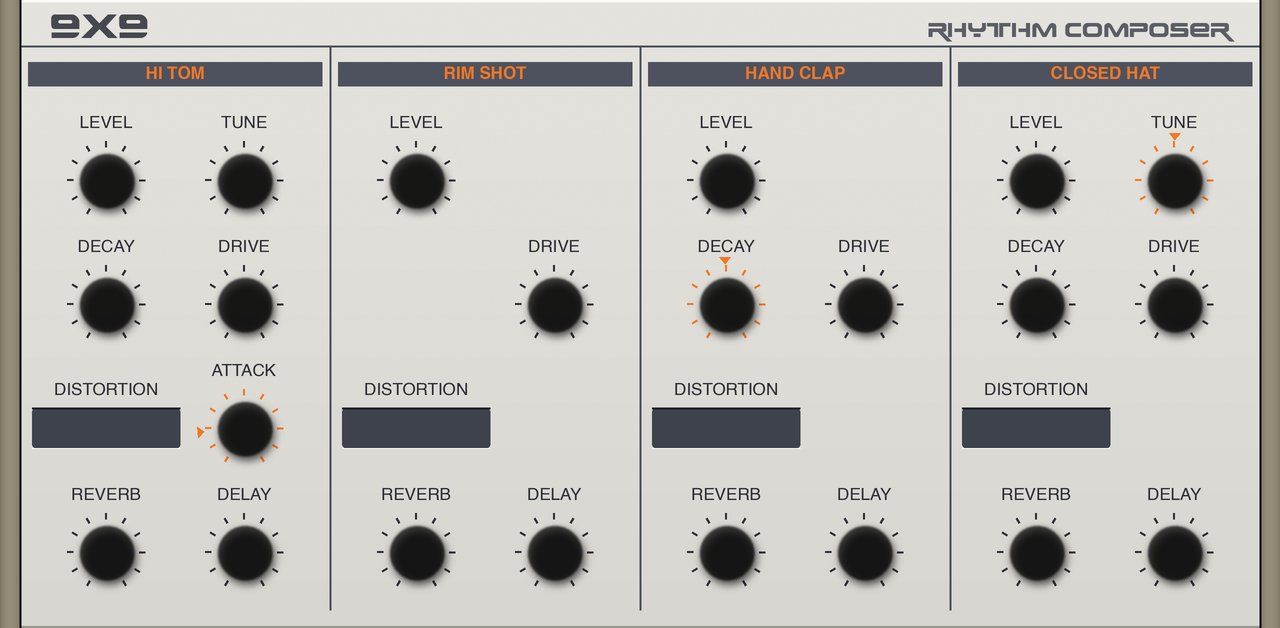 9X9
RHYTHM COMPOSER
HI TOM
RIM SHOT
HAND CLAP
CLOSED HAT
LEVEL
TUNE
LEVEL
LEVEL
LEVEL
TUNE
DECAY
DRIVE
DRIVE
DECAY
DRIVE
DECAY
DRIVE
ATTACK
DISTORTION
DISTORTION
DISTORTION
DISTORTION
REVERB
DELAY
REVERB
DELAY
REVERB
DELAY
REVERB
DELAY